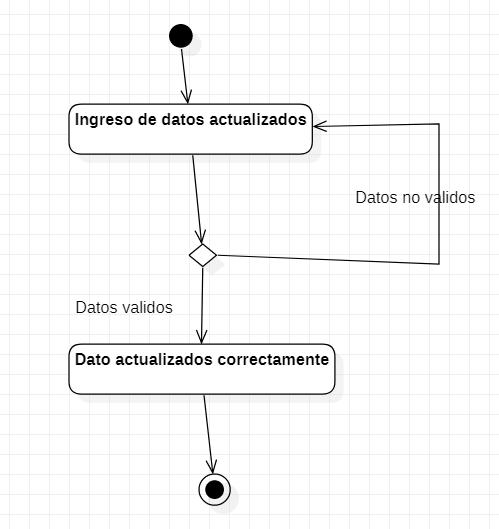 Ingreso de datos actualizados
Datos no validos
Datos validos
Dato actualizados correctamente